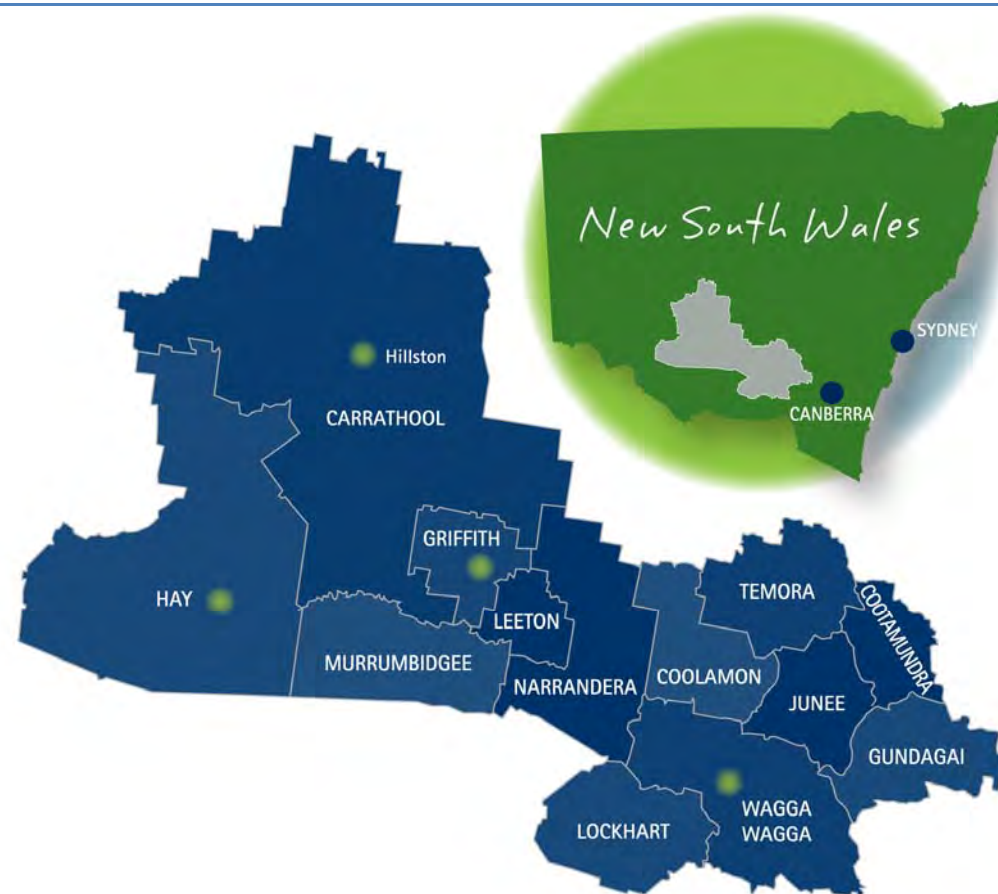 New South Wales
SYDNEY
CANBERRA
Hillston
CARRATHOOL
GRIFFITH
HAY
LEETON
MURRUMBIDGEE
NARRANDERA
COOLAMON
TEMORA
COOTAMUNDRA
JUNEE
GUNDAGAI
LOCKHART
WAGGA
WAGGA